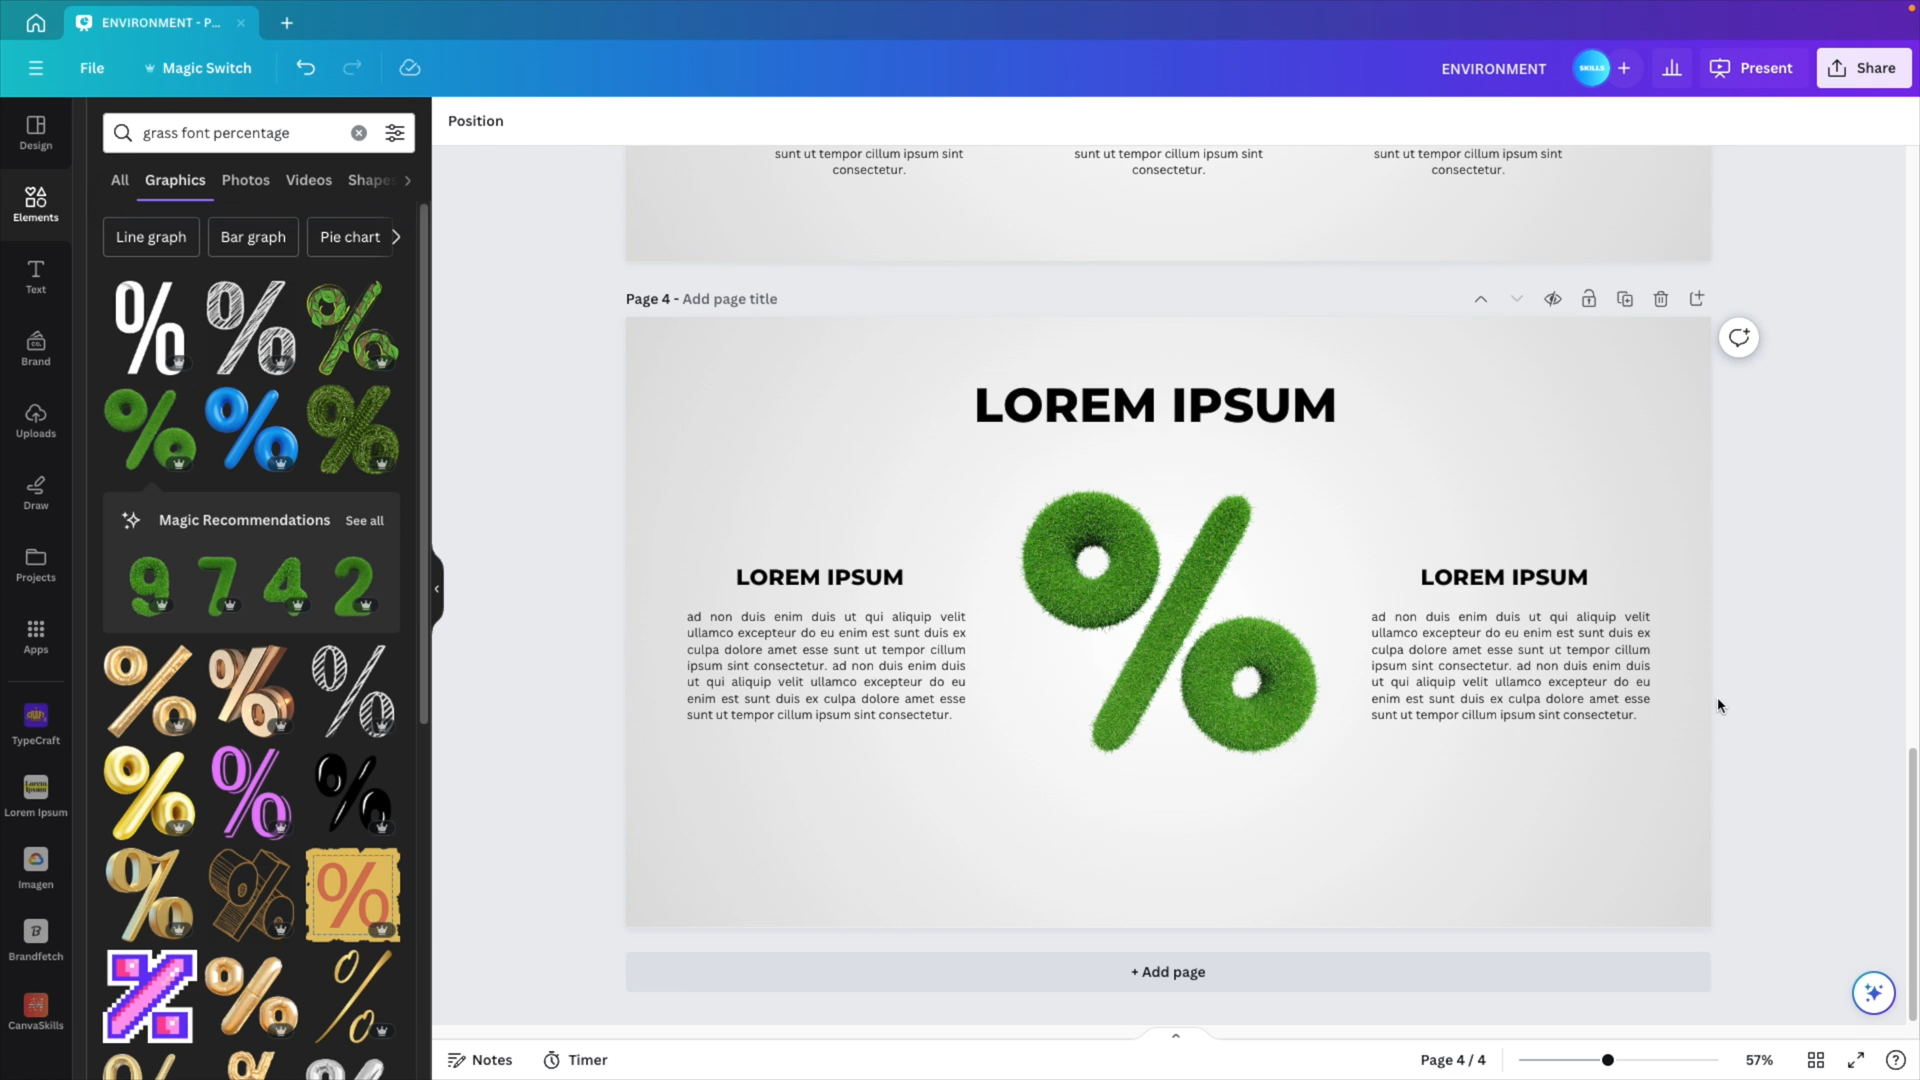 ENVIRONMENT - P...
File
Magic Switch
ENVIRONMENT
SKILLS
Present
Share
Design
Elements
Text
Brand
Uploads
Draw
Projects
Apps
TypeCraft
Lorem Ipsum
Imagen
Brandfetch
CanvaSkills
grass font percentage
All
Graphics
Photos
Videos
Shapes
Line graph
Bar graph
Pie chart
% % %
% % %
Magic Recommendations
See all
9 7 4 2
% % %
% % %
% % %
% % %
Position
sunt ut tempor cillum ipsum sint
consectetur.
sunt ut tempor cillum ipsum sint
consectetur.
sunt ut tempor cillum ipsum sint
consectetur.
Page 4 - Add page title
LOREM IPSUM
%
LOREM IPSUM
ad non duis enim duis ut qui aliquip velit
ullamco excepteur do eu enim est sunt duis ex
culpa dolore amet esse sunt ut tempor cillum
ipsum sint consectetur. ad non duis enim duis
ut qui aliquip velit ullamco excepteur do eu
enim est sunt duis ex culpa dolore amet esse
sunt ut tempor cillum ipsum sint consectetur.
LOREM IPSUM
ad non duis enim duis ut qui aliquip velit
ullamco excepteur do eu enim est sunt duis ex
culpa dolore amet esse sunt ut tempor cillum
ipsum sint consectetur. ad non duis enim duis
ut qui aliquip velit ullamco excepteur do eu
enim est sunt duis ex culpa dolore amet esse
sunt ut tempor cillum ipsum sint consectetur.
+ Add page
Notes
Timer
Page 4 / 4
57%